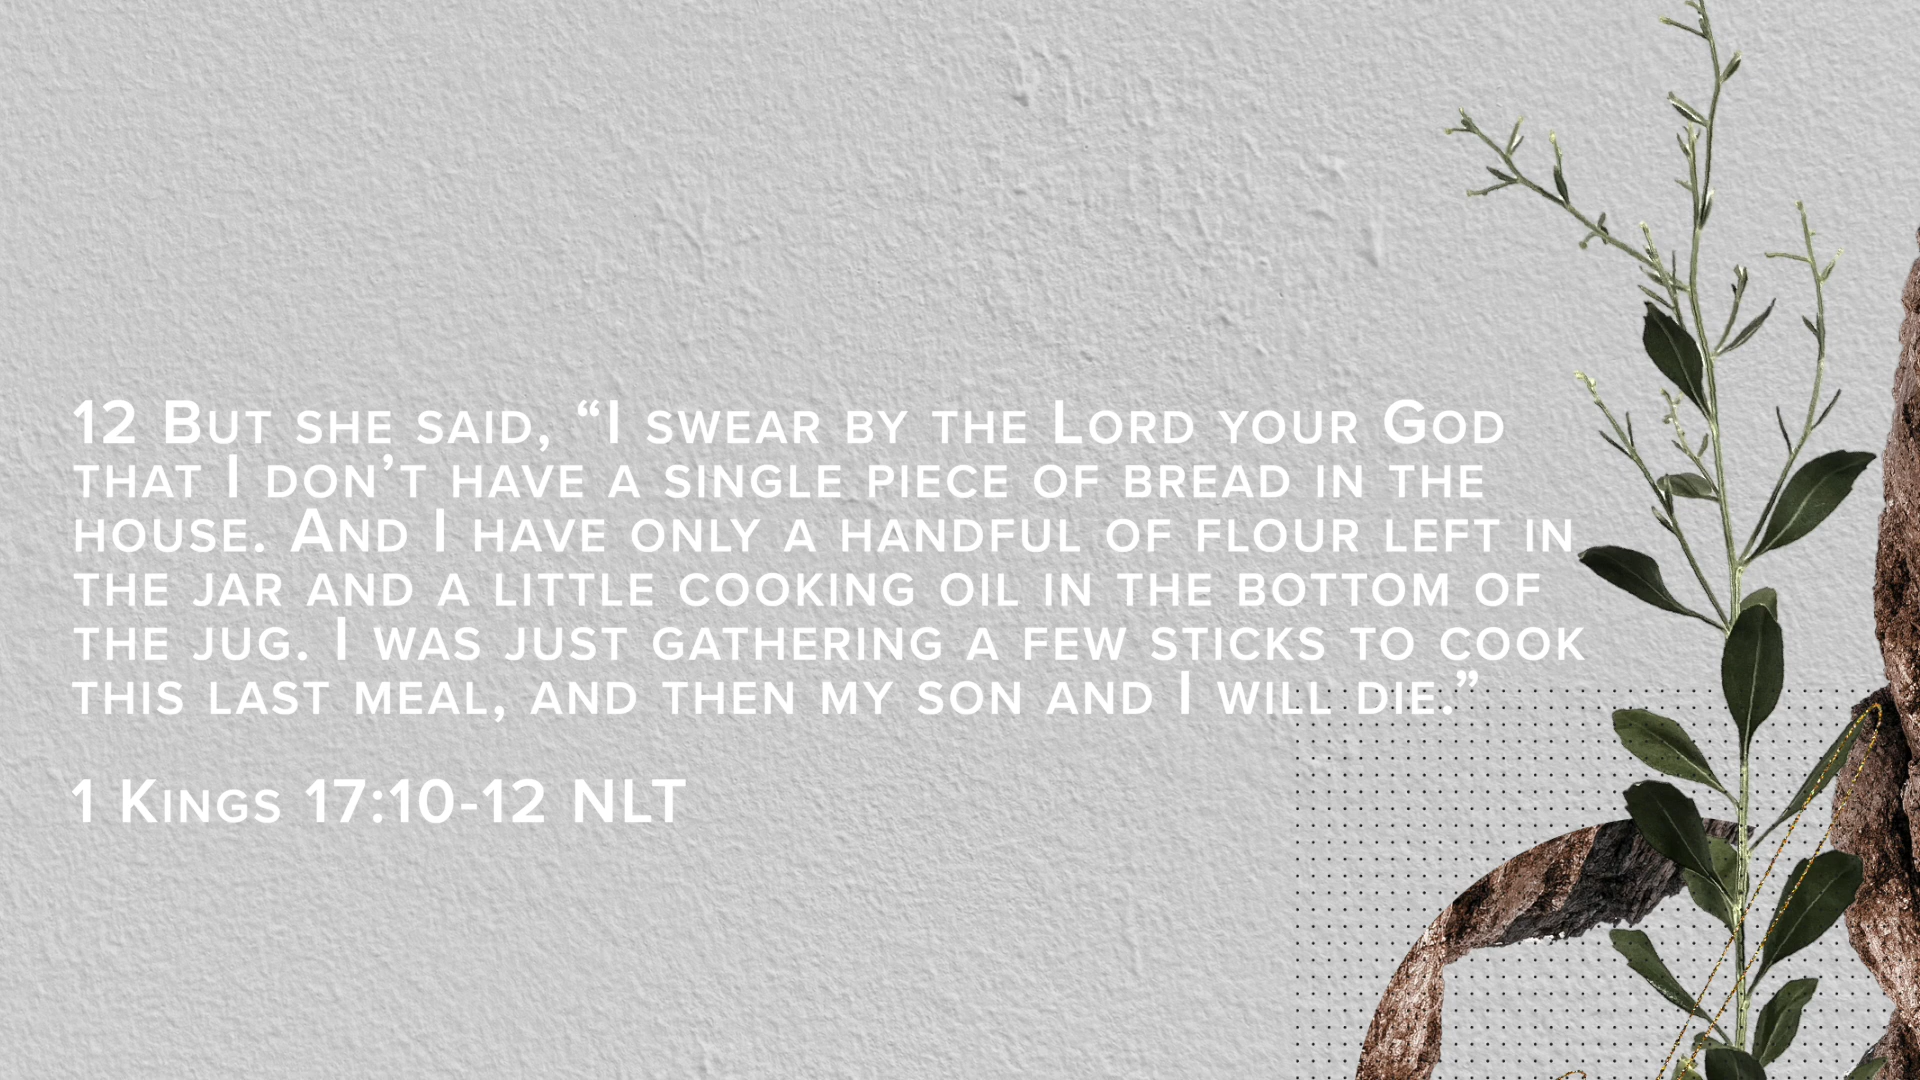 12 But she said, “I swear by the Lord your God
that I don’t have a single piece of bread in the
house. And I have only a handful of flour left in
the jar and a little cooking oil in the bottom of
the jug. I was just gathering a few sticks to cook
this last meal, and then my son and I will die.”
1 Kings 17:10-12 NLT